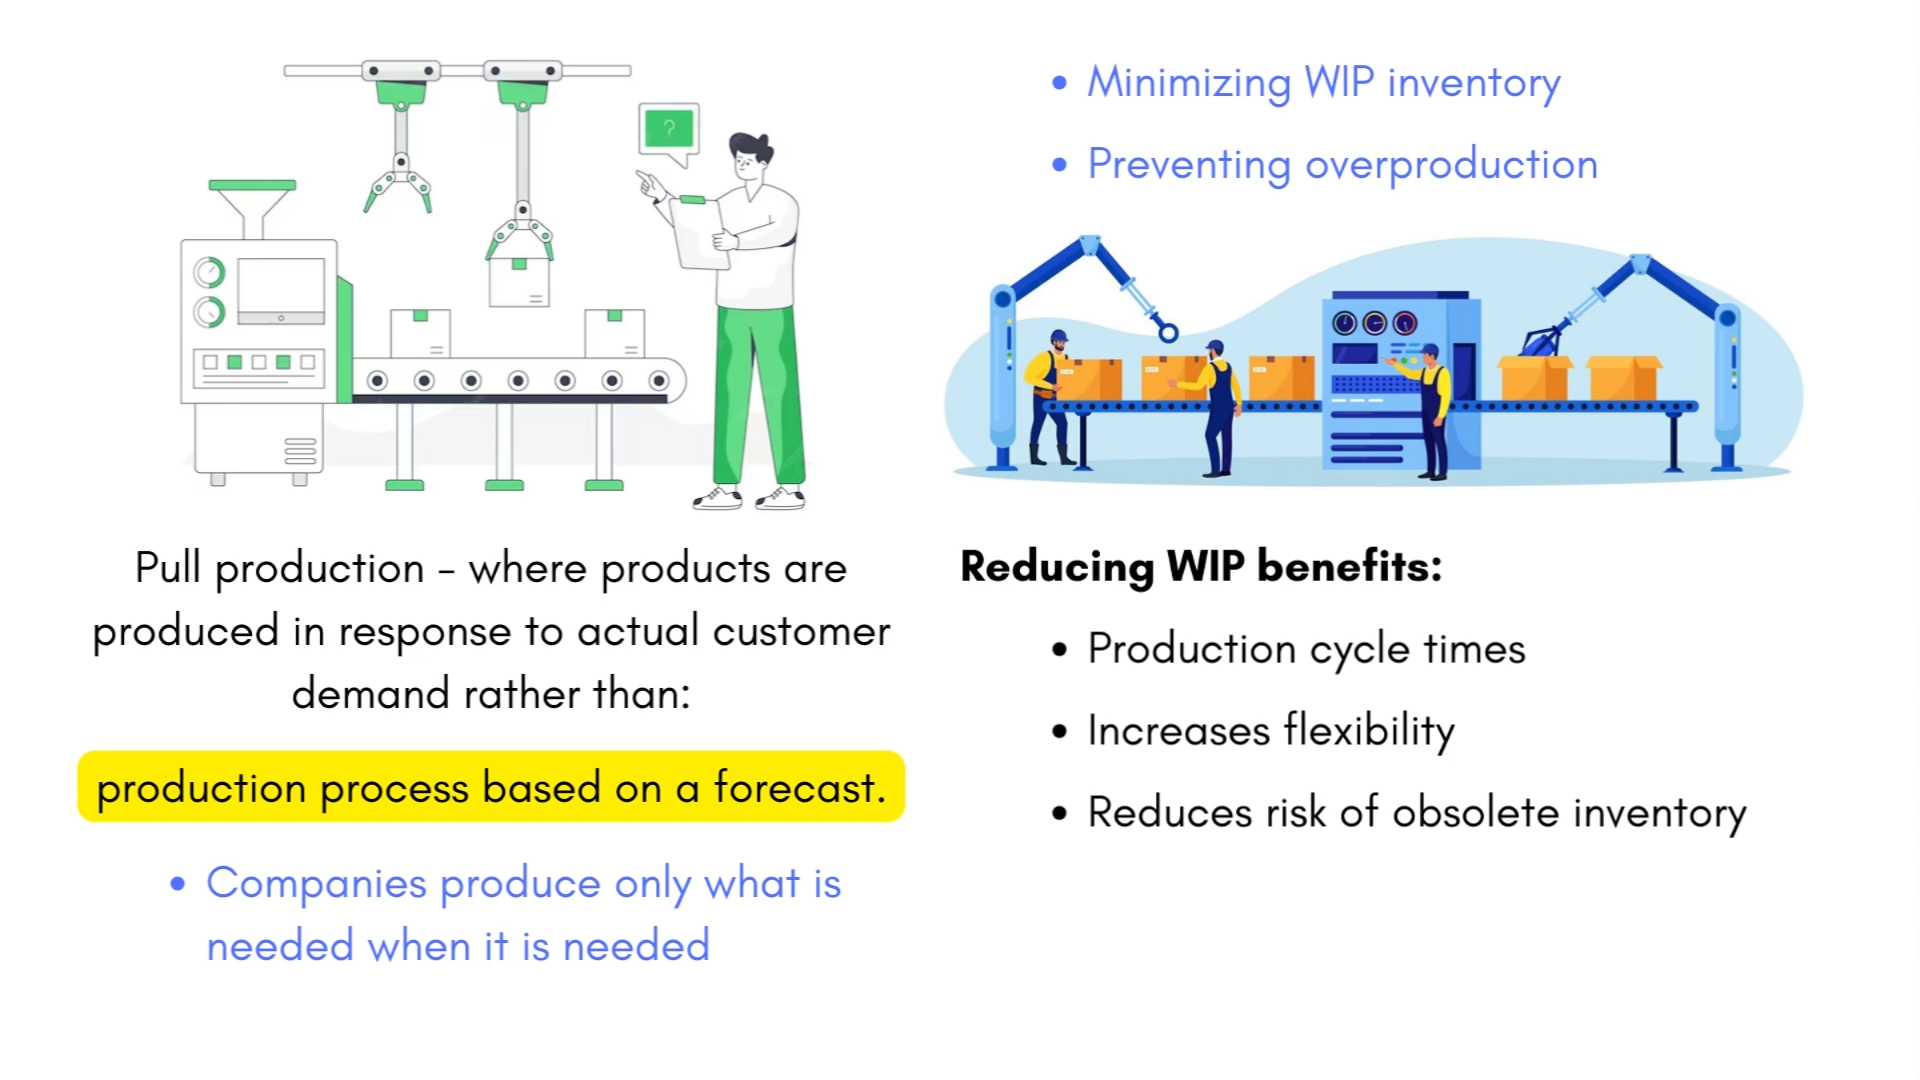 ?
Pull production - where products are
produced in response to actual customer
demand rather than:
production process based on a forecast.
• Companies produce only what is
needed when it is needed
• Minimizing WIP inventory
• Preventing overproduction
Reducing WIP benefits:
• Production cycle times
• Increases flexibility
• Reduces risk of obsolete inventory